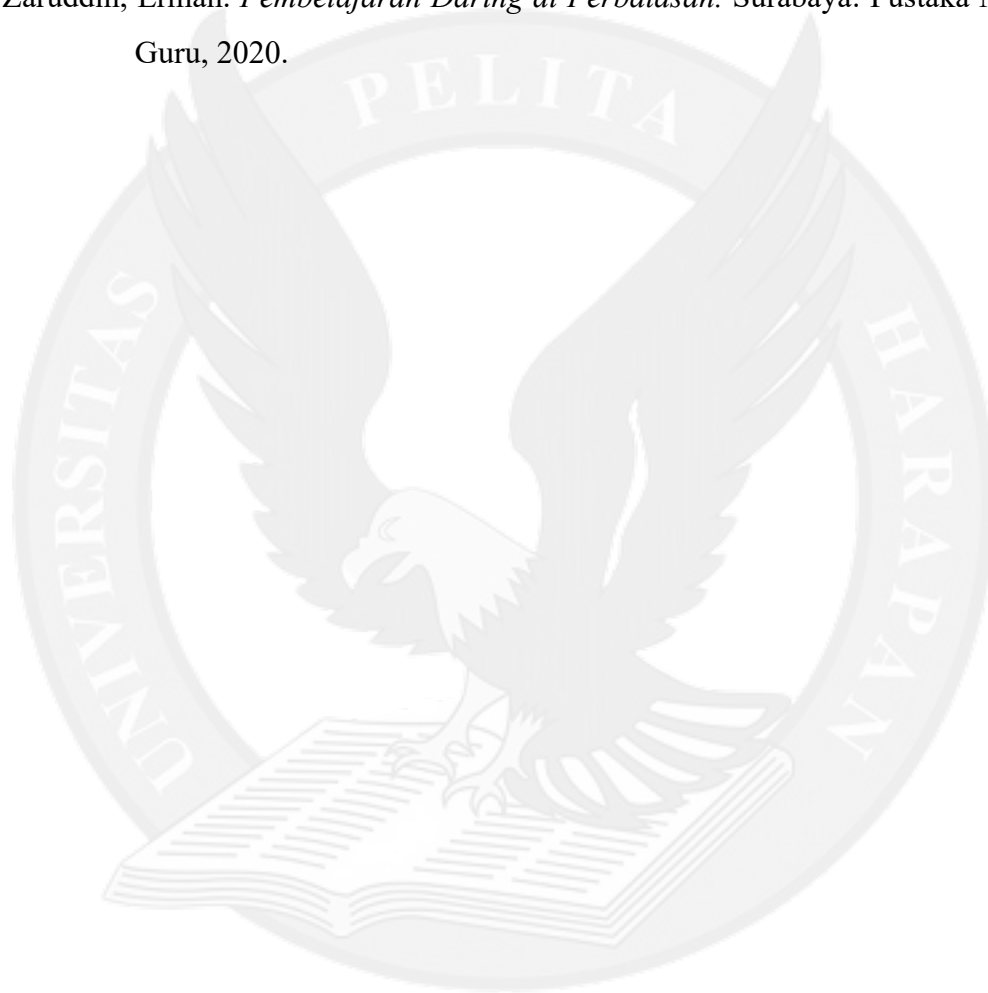 Zaruddin, Erman. Pembelajaran Daring di Perbatasan. Surabaya: Pustaka
Guru, 2020.
PELITA
UNIVERSITAS
HARAPAN